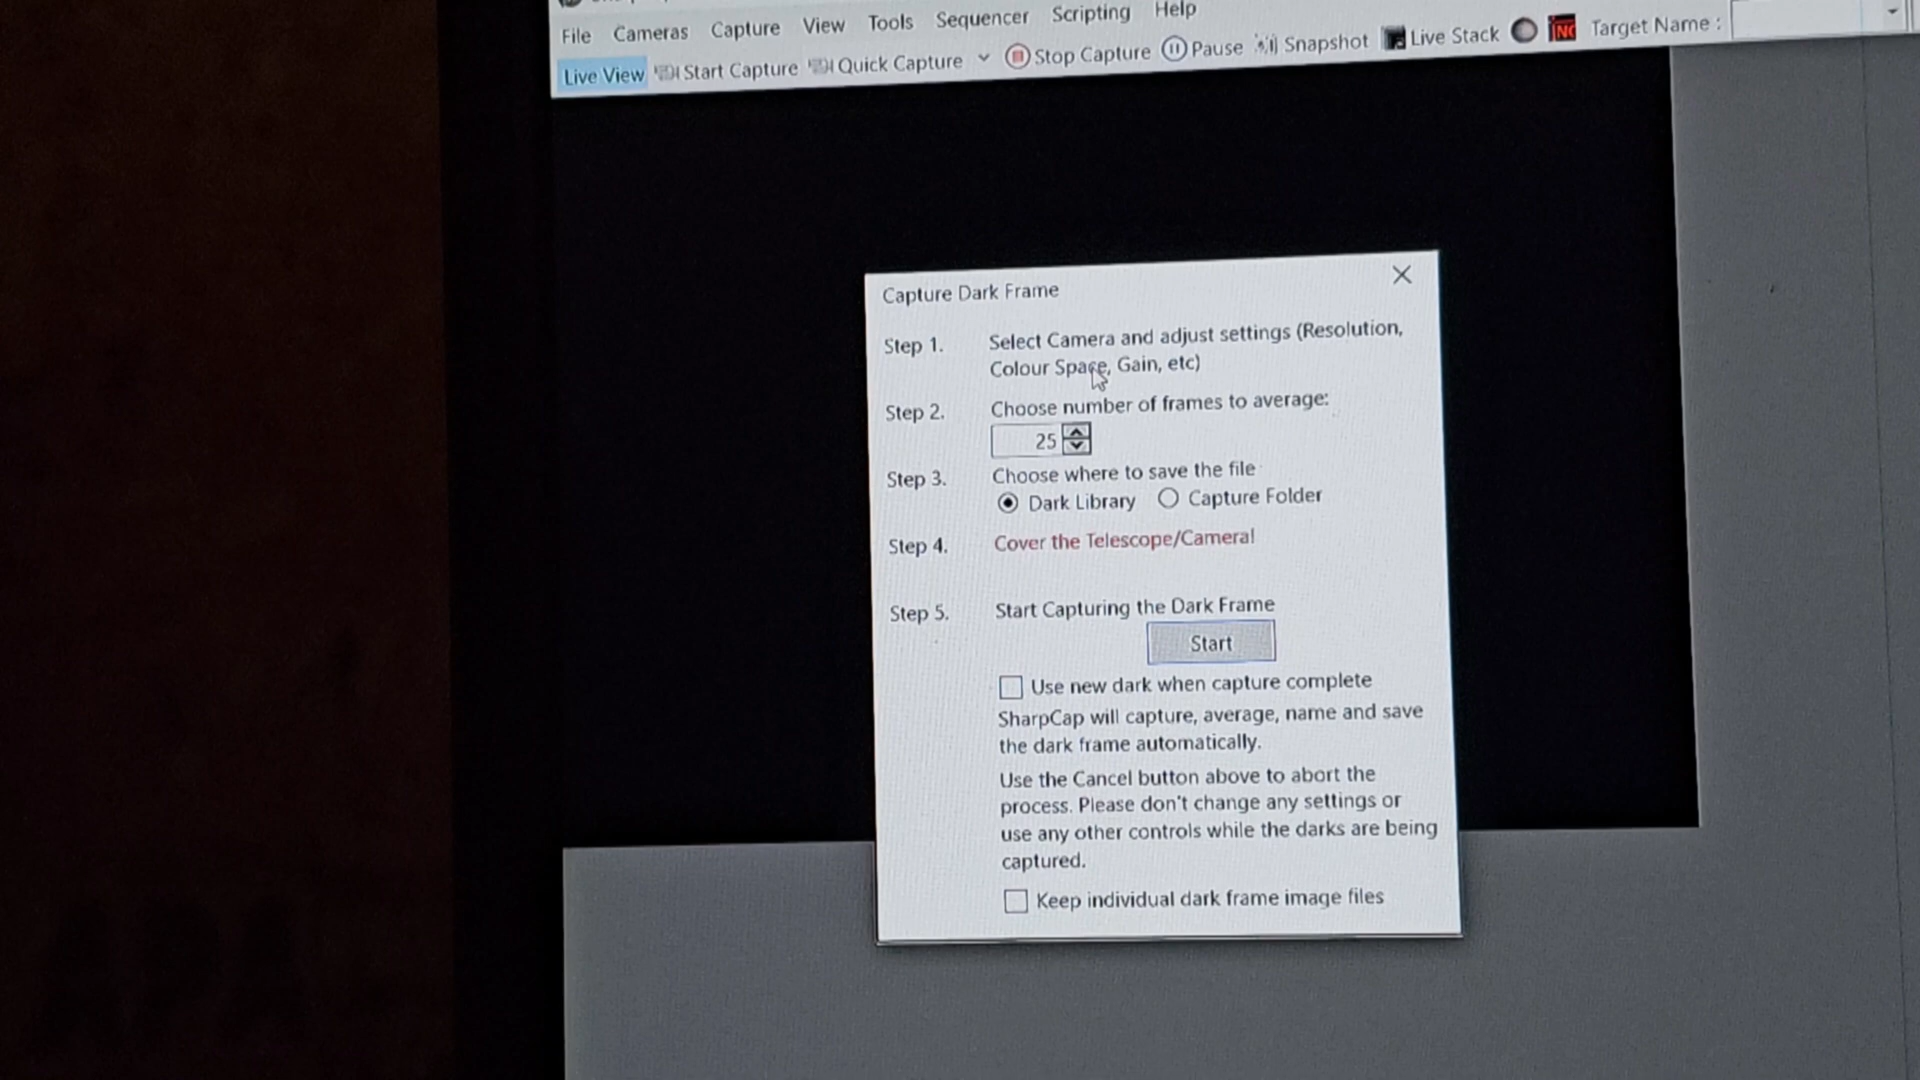 File Cameras Capture View Tools Sequencer Scripting Help
Live View Start Capture Quick Capture Stop Capture Pause Snapshot Live Stack Target Name :
Capture Dark Frame
Step 1. Select Camera and adjust settings (Resolution,
Colour Space, Gain, etc)
Step 2. Choose number of frames to average:
25
Step 3. Choose where to save the file
Dark Library Capture Folder
Step 4. Cover the Telescope/Camera!
Step 5. Start Capturing the Dark Frame
Start
Use new dark when capture complete
SharpCap will capture, average, name and save
the dark frame automatically.
Use the Cancel button above to abort the
process. Please don't change any settings or
use any other controls while the darks are being
captured.
Keep individual dark frame image files